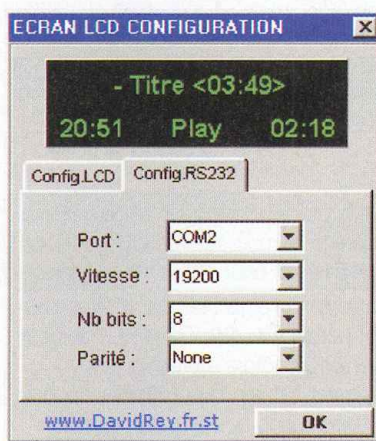 ECRAN LCD CONFIGURATION
- Titre <03:49>
20:51 Play 02:18
Config.LCD Config.RS232
Port : COM2
Vitesse : 19200
Nb bits : 8
Parité : None
www.DavidRey.fr.st OK